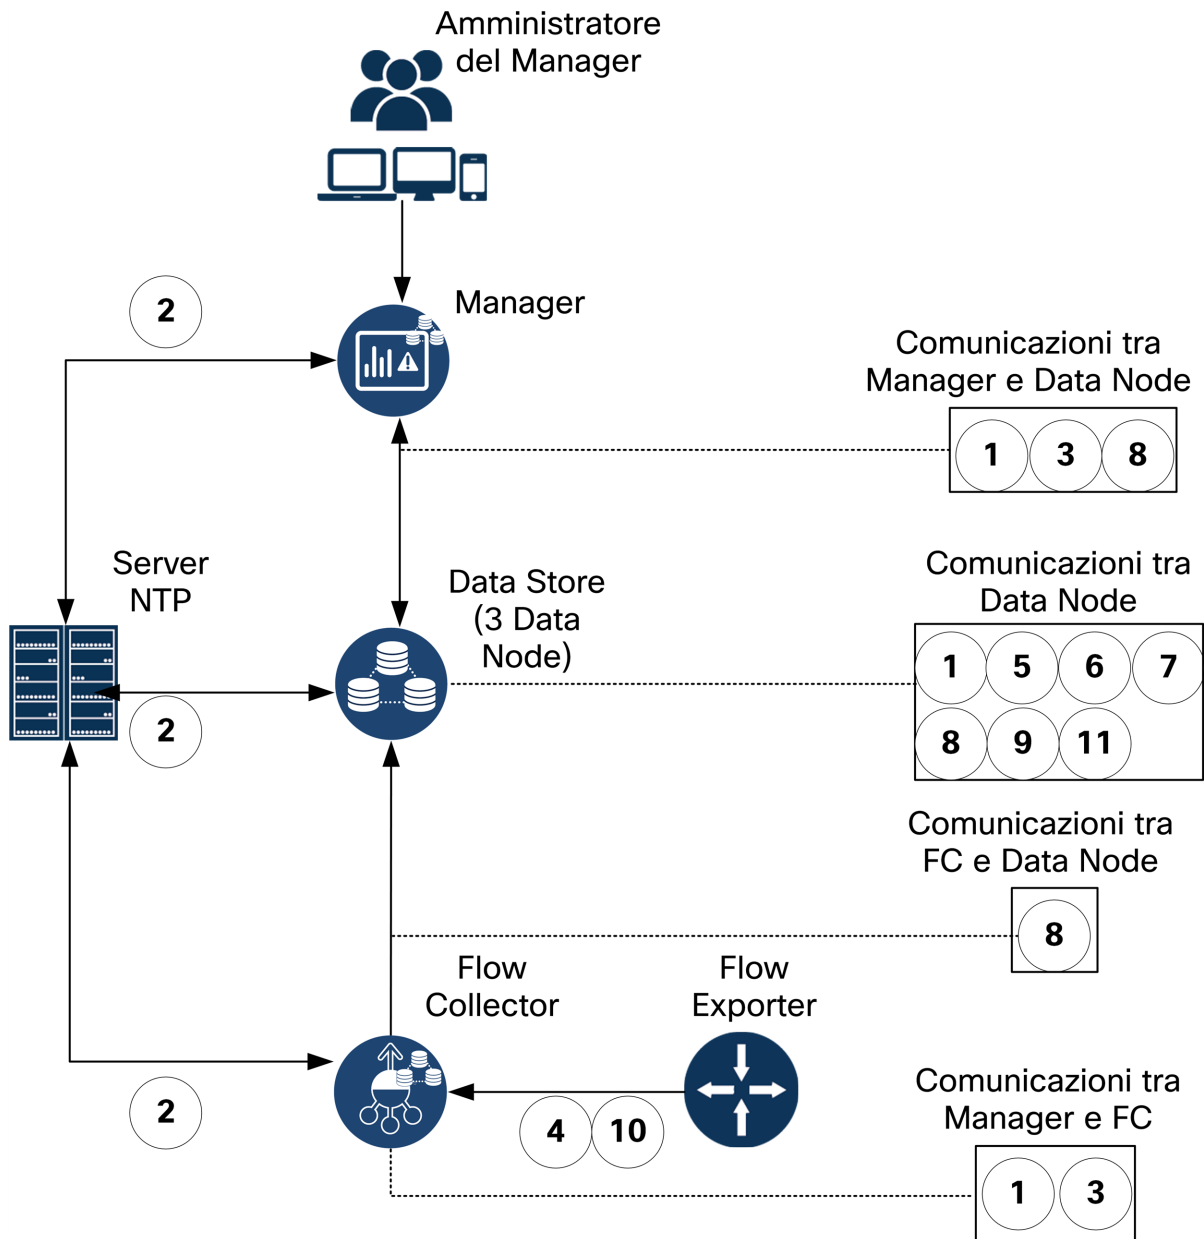 Amministratore
del Manager
2
Manager
Comunicazioni tra
Manager e Data Node
1 3 8
Server
NTP
Data Store
(3 Data
Node)
Comunicazioni tra
Data Node
1 5 6 7
8 9 11
2
Comunicazioni tra
FC e Data Node
8
Flow
Collector
Flow
Exporter
2
4 10
Comunicazioni tra
Manager e FC
1 3